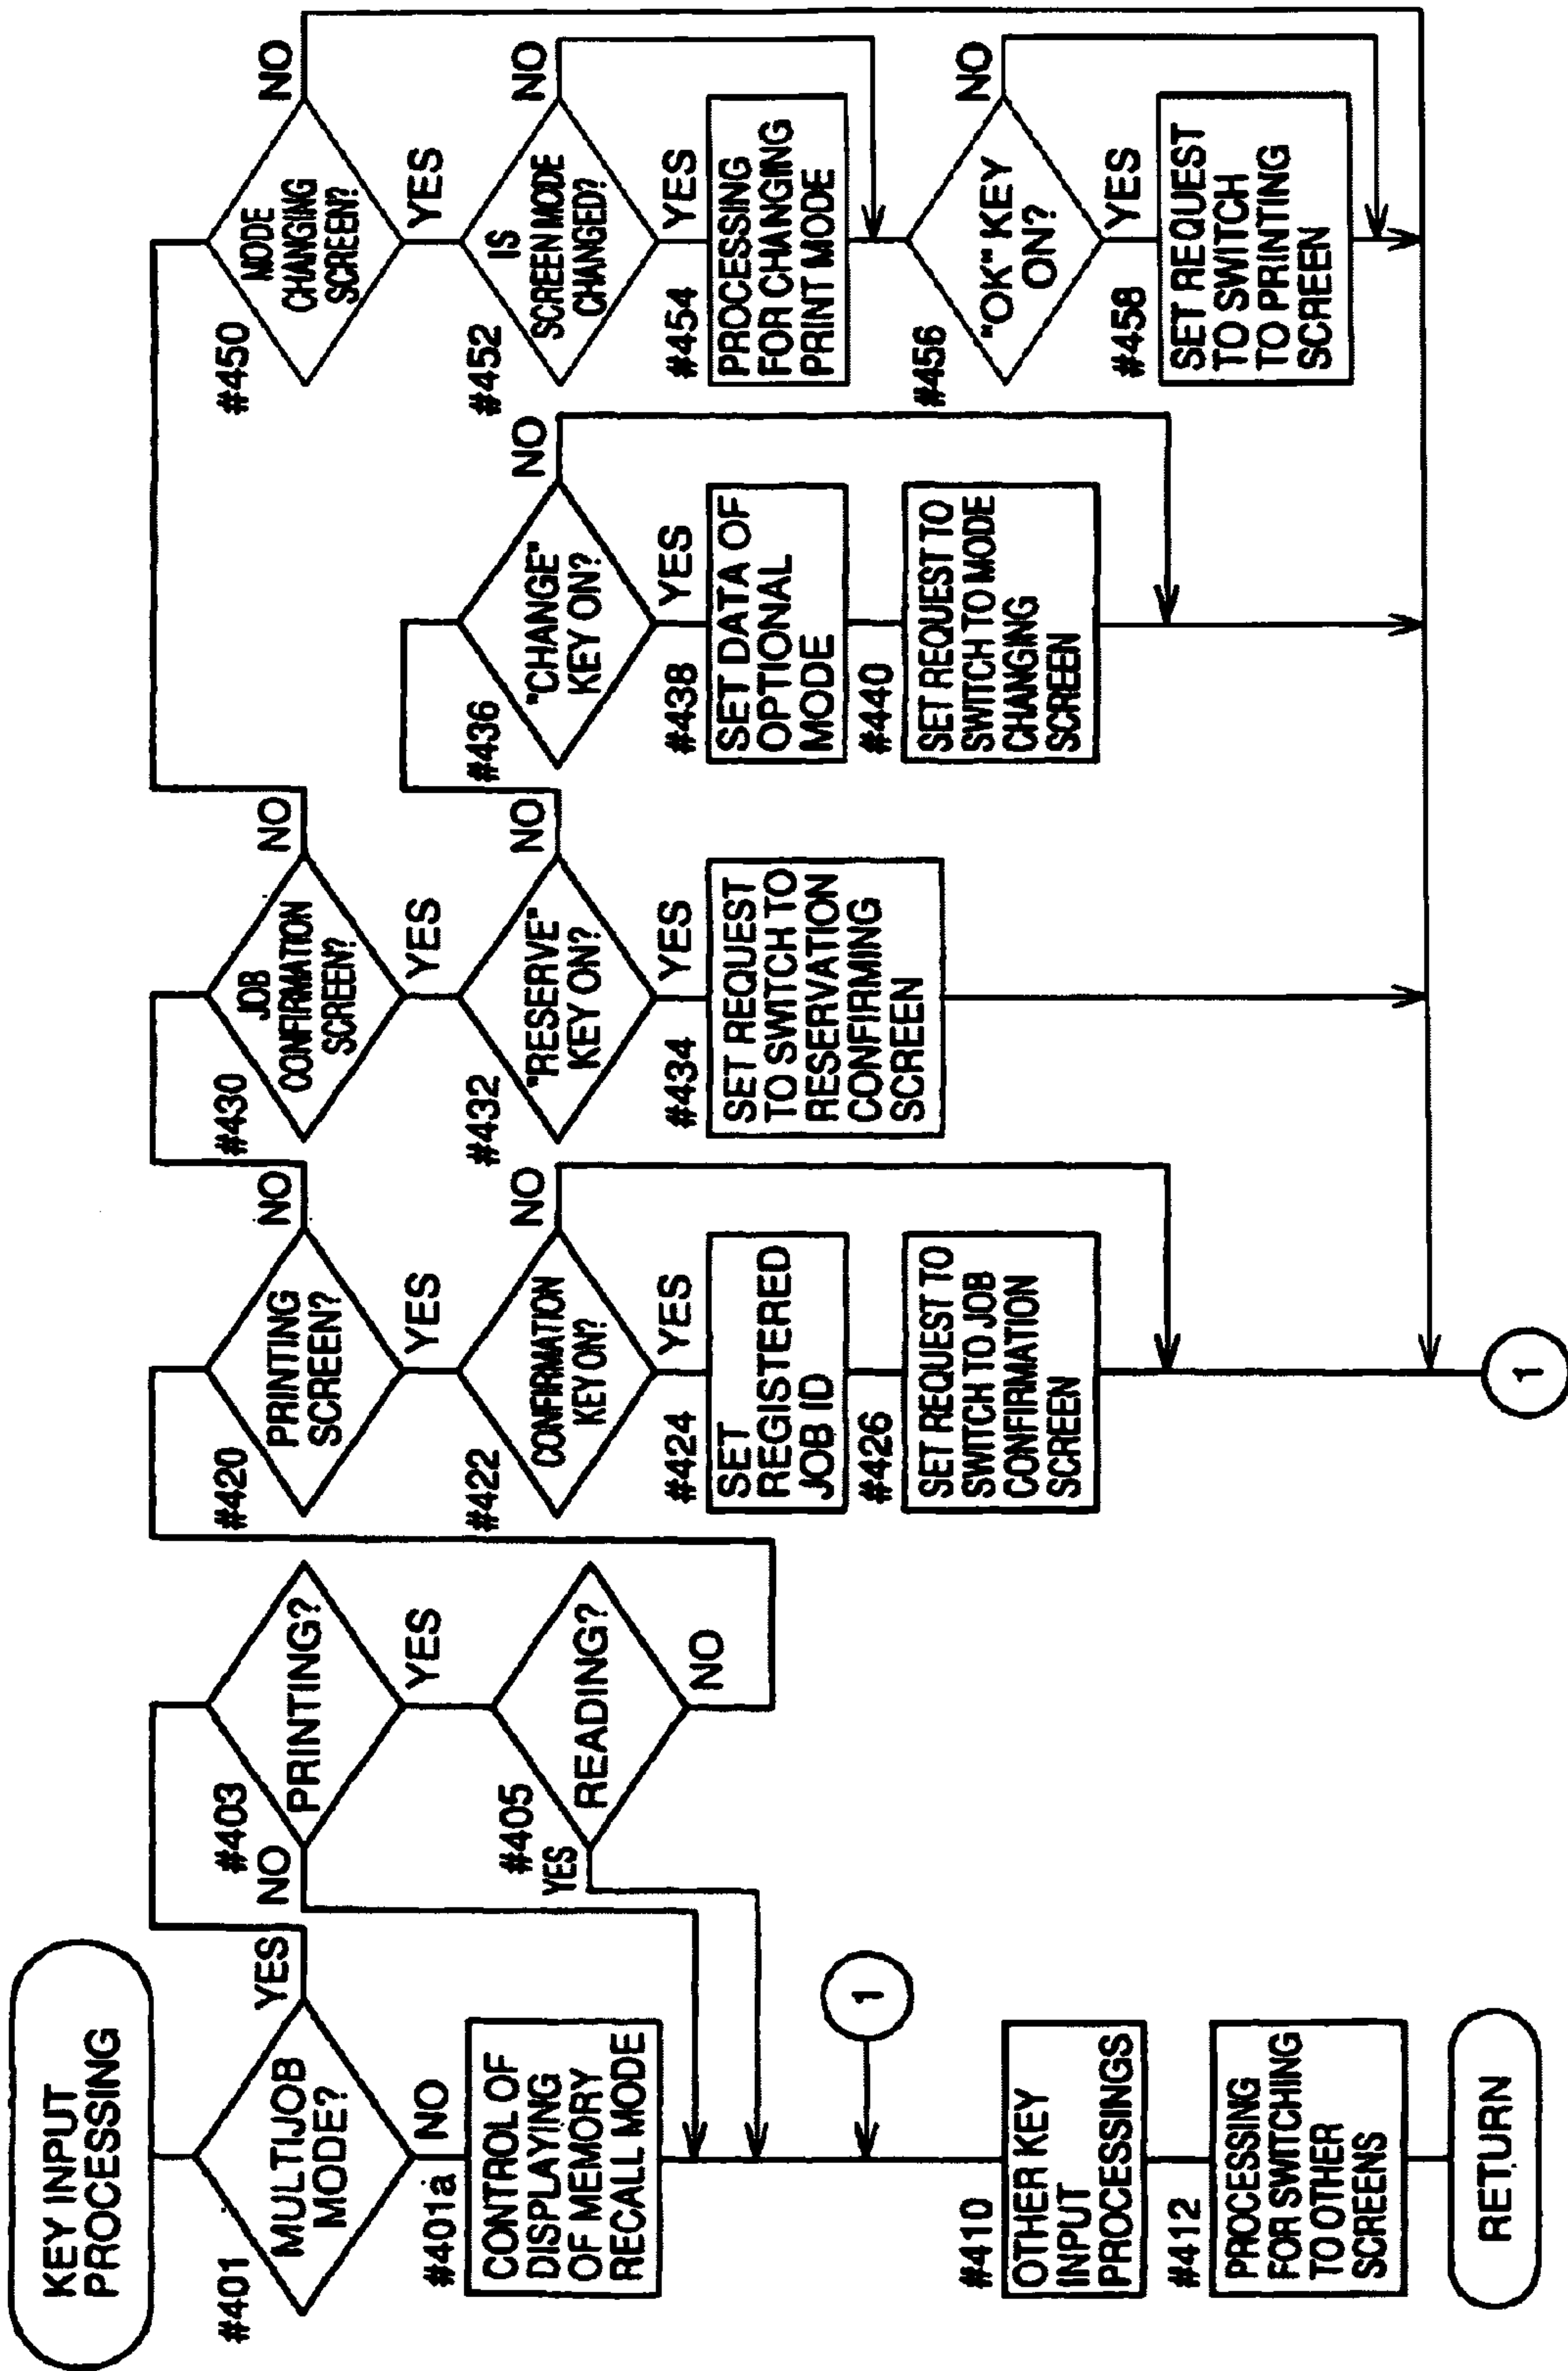 KEY INPUT
PROCESSING
#401
MULTIJOB
MODE?
YES
NO
#401a
CONTROL OF
DISPLAYING
OF MEMORY
RECALL MODE
1
#410
OTHER KEY
INPUT
PROCESSINGS
#412
PROCESSING
FOR SWITCHING
TO OTHER
SCREENS
RETURN
#403
PRINTING?
NO
YES
#405
READING?
YES
NO
#420
PRINTING
SCREEN?
NO
YES
#422
CONFIRMATION
KEY ON?
NO
YES
#424
SET
REGISTERED
JOB ID
#426
SET REQUEST TO
SWITCH TO JOB
CONFIRMATION
SCREEN
1
#430
JOB
CONFIRMATION
SCREEN?
NO
YES
#432
"RESERVE"
KEY ON?
NO
YES
#434
SET REQUEST
TO SWITCH TO
RESERVATION
CONFIRMING
SCREEN
#436
"CHANGE"
KEY ON?
NO
YES
#438
SET DATA OF
OPTIONAL
MODE
#440
SET REQUEST TO
SWITCH TO MODE
CHANGING
SCREEN
#450
MODE
CHANGING
SCREEN?
NO
YES
#452
IS
SCREEN MODE
CHANGED?
NO
YES
#454
PROCESSING
FOR CHANGING
PRINT MODE
#456
"OK" KEY
ON?
NO
YES
#458
SET REQUEST
TO SWITCH
TO PRINTING
SCREEN